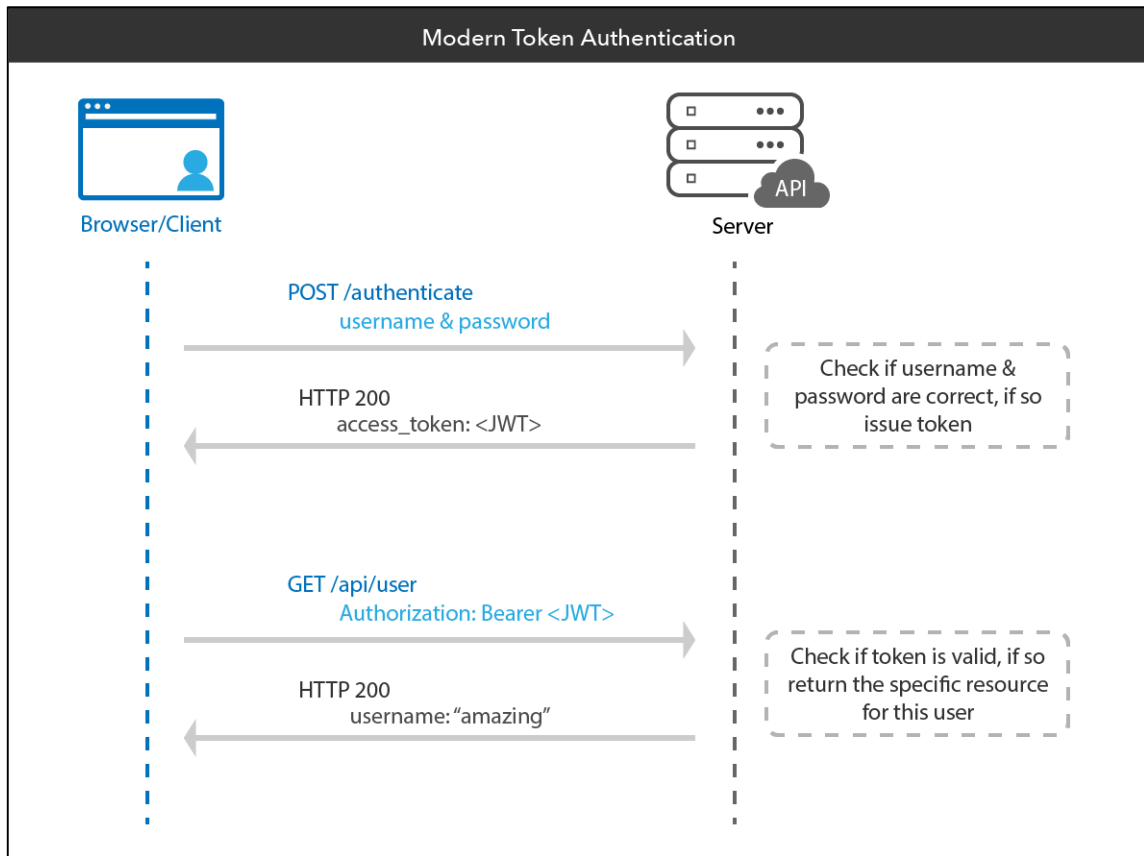 Modern Token Authentication
API
Browser/Client
Server
POST /authenticate
username & password
Check if username &
password are correct, if so
issue token
HTTP 200
access_token: <JWT>
GET /api/user
Authorization: Bearer <JWT>
Check if token is valid, if so
return the specific resource
for this user
HTTP 200
username: “amazing”